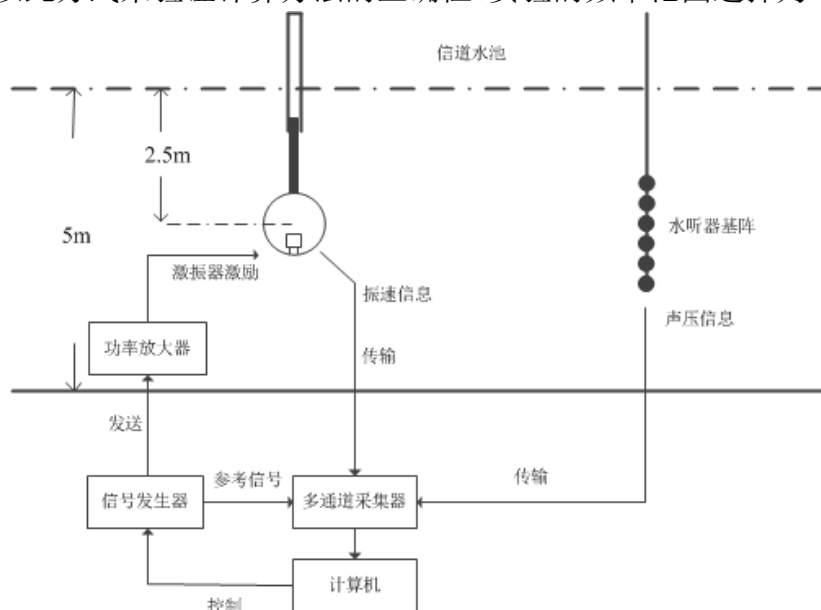 信道水池
2.5m
5m
水听器基阵
激振器激励
振速信息
声压信息
功率放大器
传输
发送
参考信号
传输
信号发生器
多通道采集器
计算机
控制